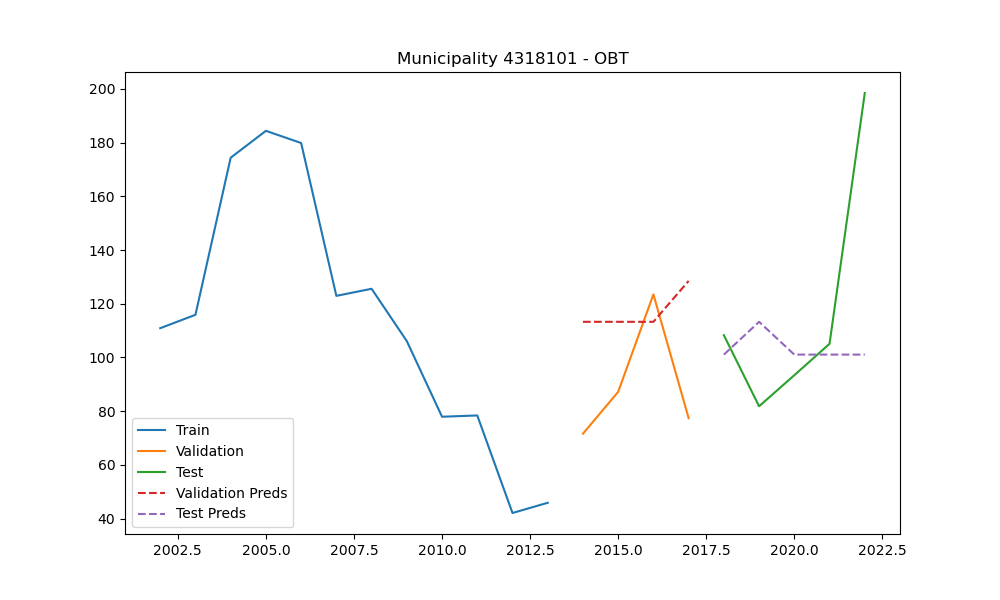 Municipality 4318101 - OBT
200
180
160
140
120
100
80
60
40
Train
Validation
Test
Validation Preds
Test Preds
2002.5 2005.0 2007.5 2010.0 2012.5 2015.0 2017.5 2020.0 2022.5